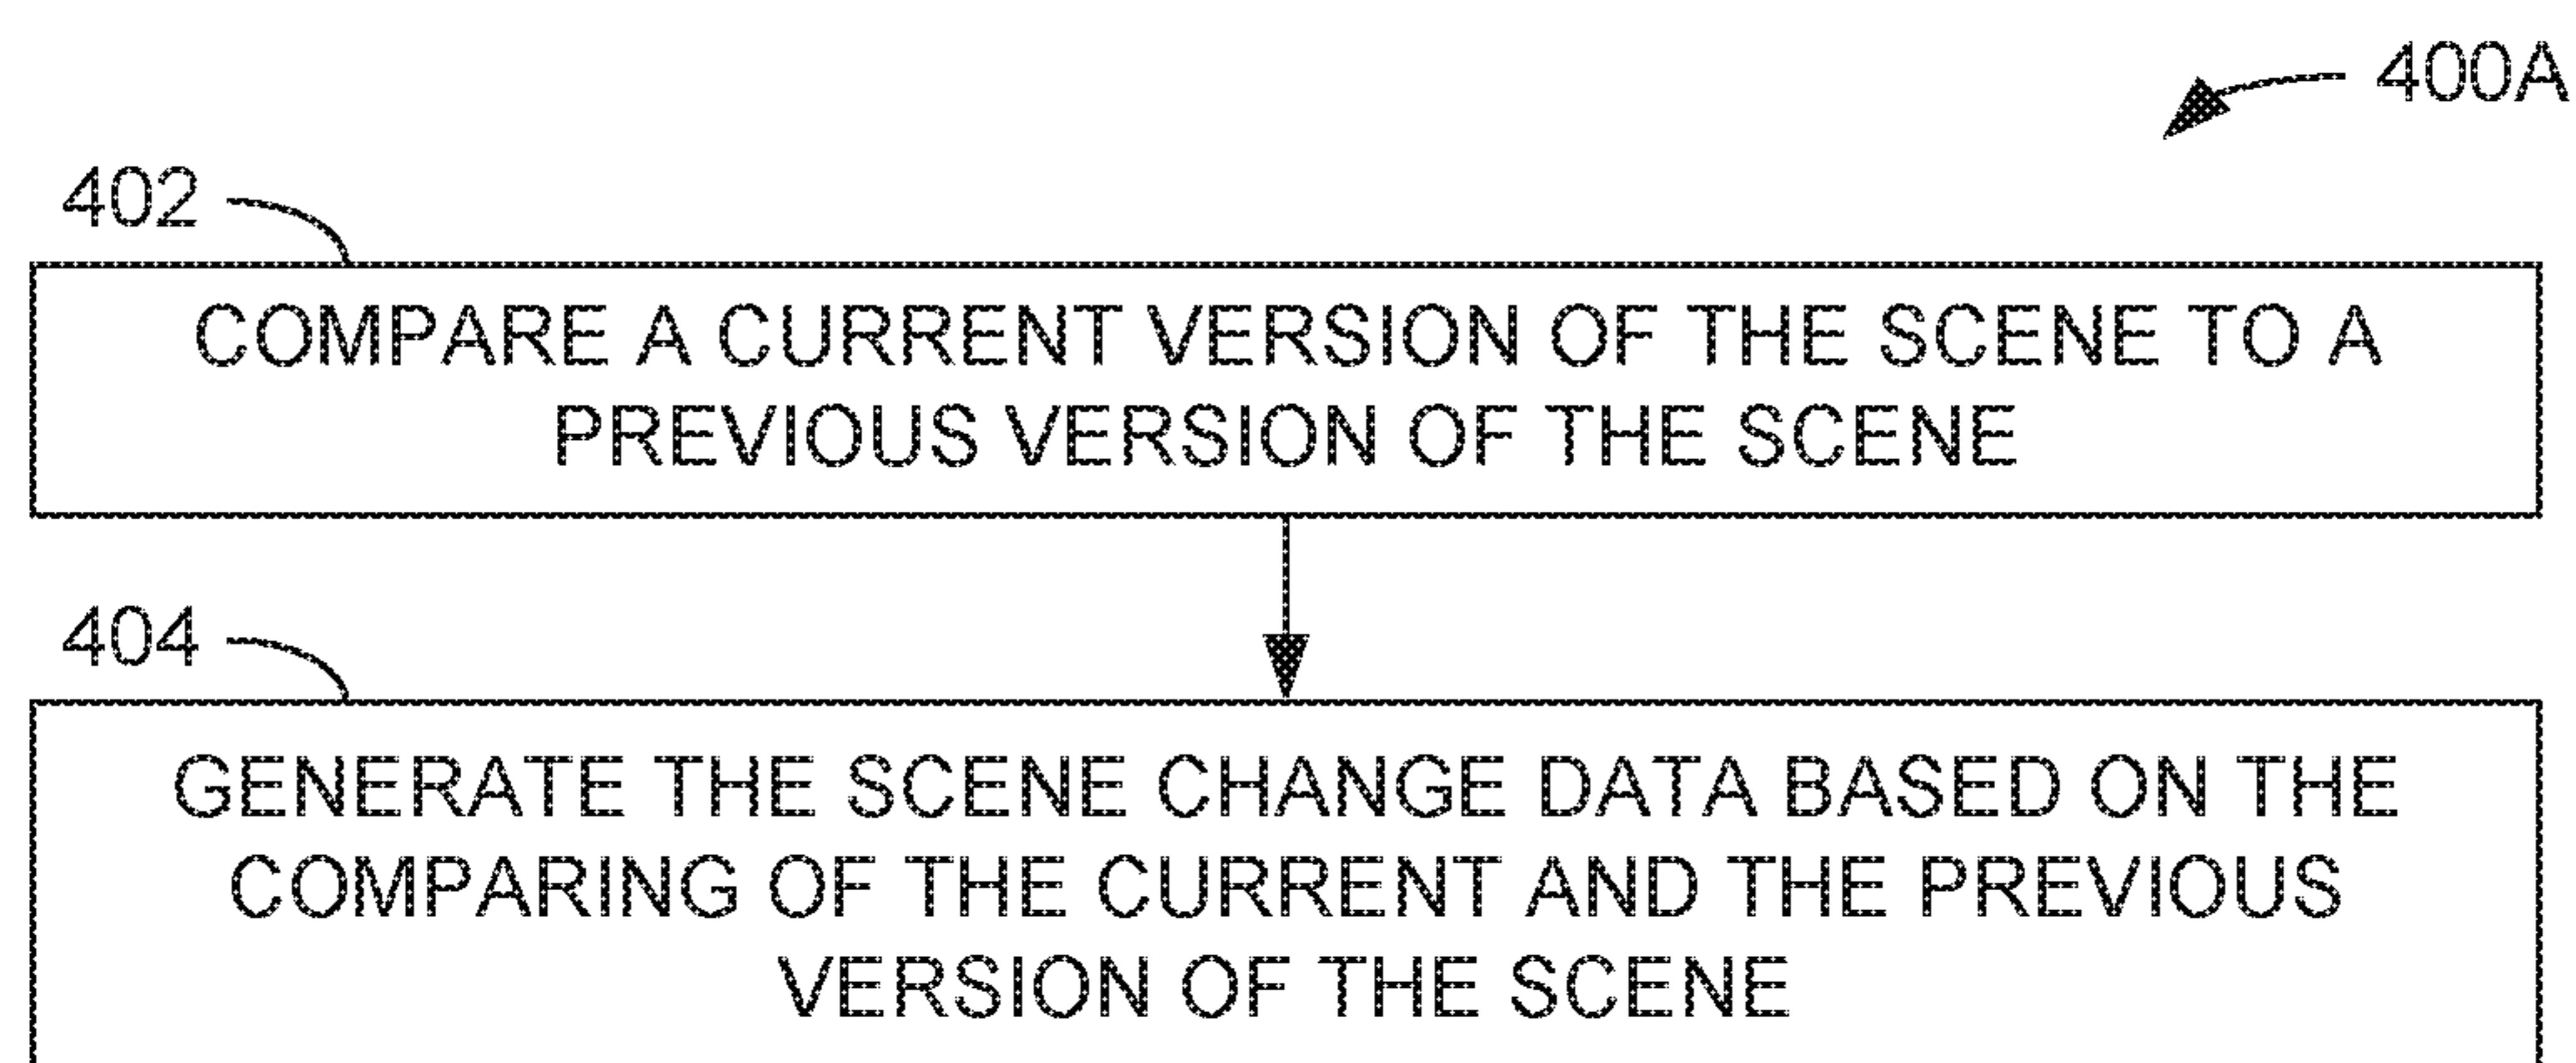 400A
402
COMPARE A CURRENT VERSION OF THE SCENE TO A
PREVIOUS VERSION OF THE SCENE
404
GENERATE THE SCENE CHANGE DATA BASED ON THE
COMPARING OF THE CURRENT AND THE PREVIOUS
VERSION OF THE SCENE